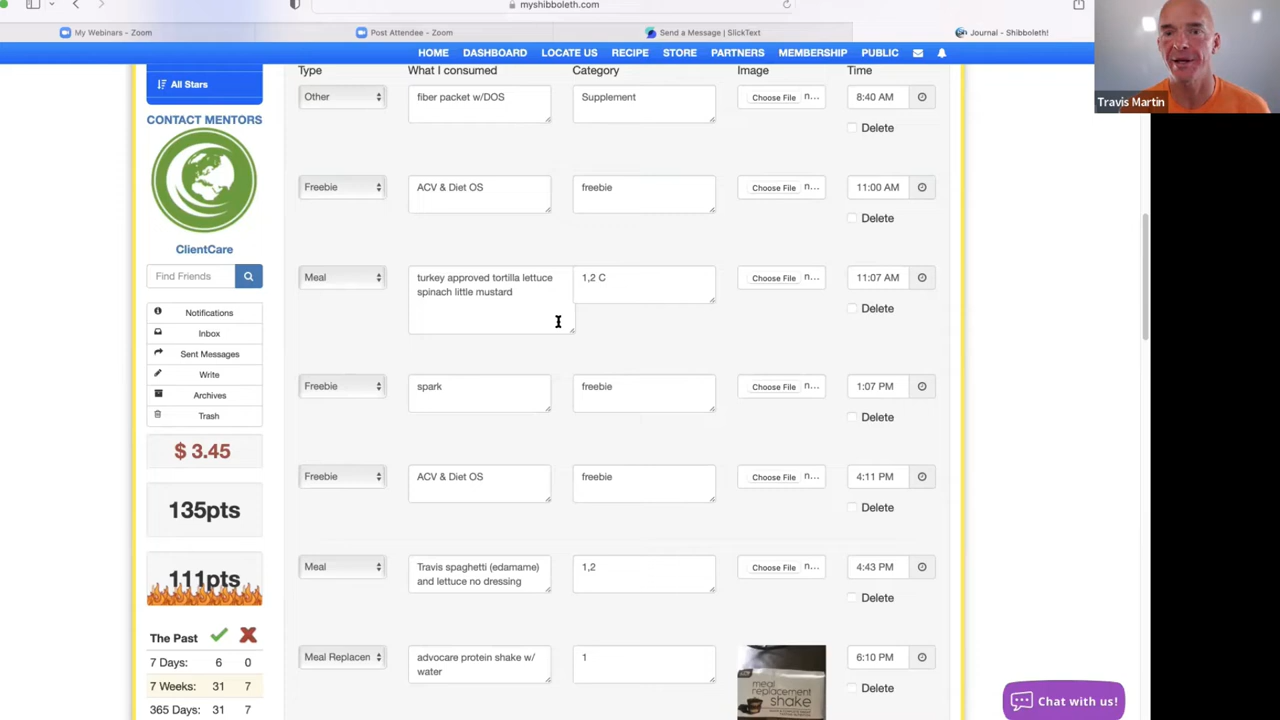 myshibboleth.com
My Webinars - Zoom
Post Attendee - Zoom
Send a Message | SlickText
Journal - Shibboleth!
HOME DASHBOARD LOCATE US RECIPE STORE PARTNERS MEMBERSHIP PUBLIC
Travis Martin
All Stars
CONTACT MENTORS
ClientCare
Find Friends
Notifications
Inbox
Sent Messages
Write
Archives
Trash
$ 3.45
135pts
111pts
The Past
7 Days: 6 0
7 Weeks: 31 7
365 Days: 31 7
Type What I consumed Category Image Time
Other fiber packet w/DOS Supplement Choose File n... 8:40 AM
Delete
Freebie ACV & Diet OS freebie Choose File n... 11:00 AM
Delete
Meal turkey approved tortilla lettuce 1,2 C Choose File n... 11:07 AM
spinach little mustard
Delete
Freebie spark freebie Choose File n... 1:07 PM
Delete
Freebie ACV & Diet OS freebie Choose File n... 4:11 PM
Delete
Meal Travis spaghetti (edamame) 1,2 Choose File n... 4:43 PM
and lettuce no dressing
Delete
Meal Replacen advocare protein shake w/ 1 6:10 PM
water
Delete
meal
replacement
shake
Chat with us!